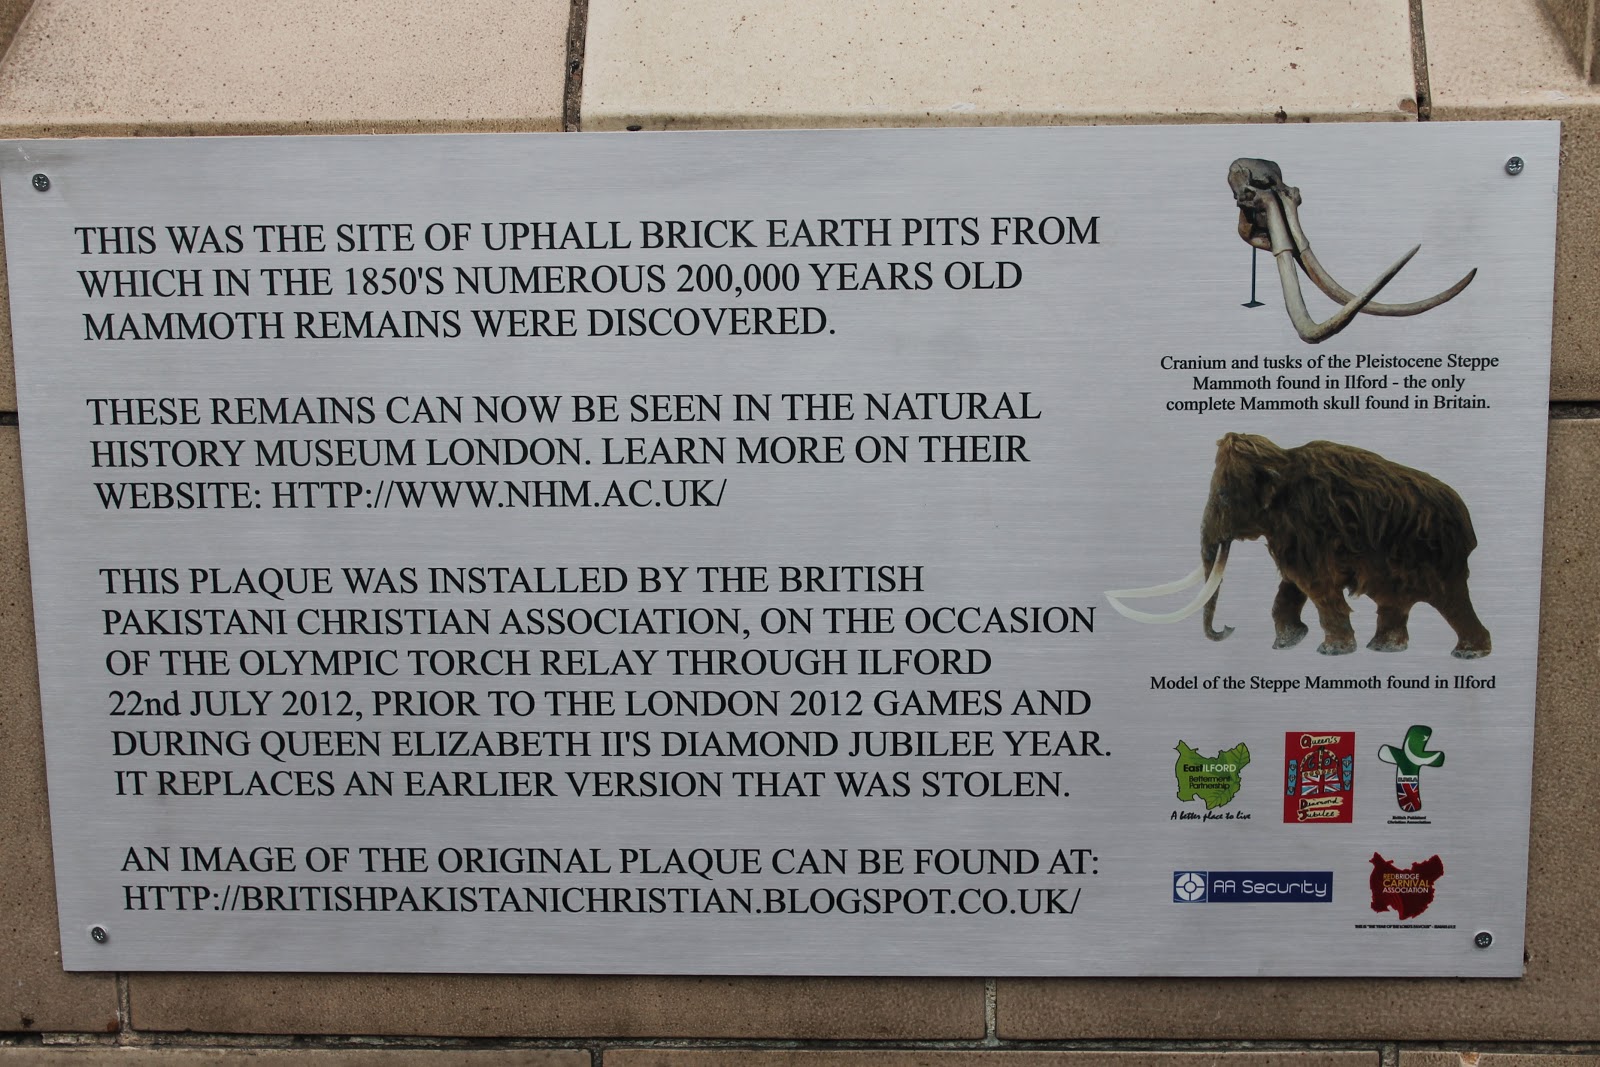 THIS WAS THE SITE OF UPHALL BRICK EARTH PITS FROM
WHICH IN THE 1850'S NUMEROUS 200,000 YEARS OLD
MAMMOTH REMAINS WERE DISCOVERED.
THESE REMAINS CAN NOW BE SEEN IN THE NATURAL
HISTORY MUSEUM LONDON. LEARN MORE ON THEIR
WEBSITE: HTTP://WWW.NHM.AC.UK/
THIS PLAQUE WAS INSTALLED BY THE BRITISH
PAKISTANI CHRISTIAN ASSOCIATION, ON THE OCCASION
OF THE OLYMPIC TORCH RELAY THROUGH ILFORD
22nd JULY 2012, PRIOR TO THE LONDON 2012 GAMES AND
DURING QUEEN ELIZABETH II'S DIAMOND JUBILEE YEAR.
IT REPLACES AN EARLIER VERSION THAT WAS STOLEN.
AN IMAGE OF THE ORIGINAL PLAQUE CAN BE FOUND AT:
HTTP://BRITISHPAKISTANICHRISTIAN.BLOGSPOT.CO.UK/
Cranium and tusks of the Pleistocene Steppe
Mammoth found in Ilford - the only
complete Mammoth skull found in Britain.
Model of the Steppe Mammoth found in Ilford
East ILFORD
Betterment
Partnership
A better place to live
Queen's
Diamond
Jubilee
British Pakistani
Christian Association
AA Security
REDBRIDGE
CARNIVAL
ASSOCIATION